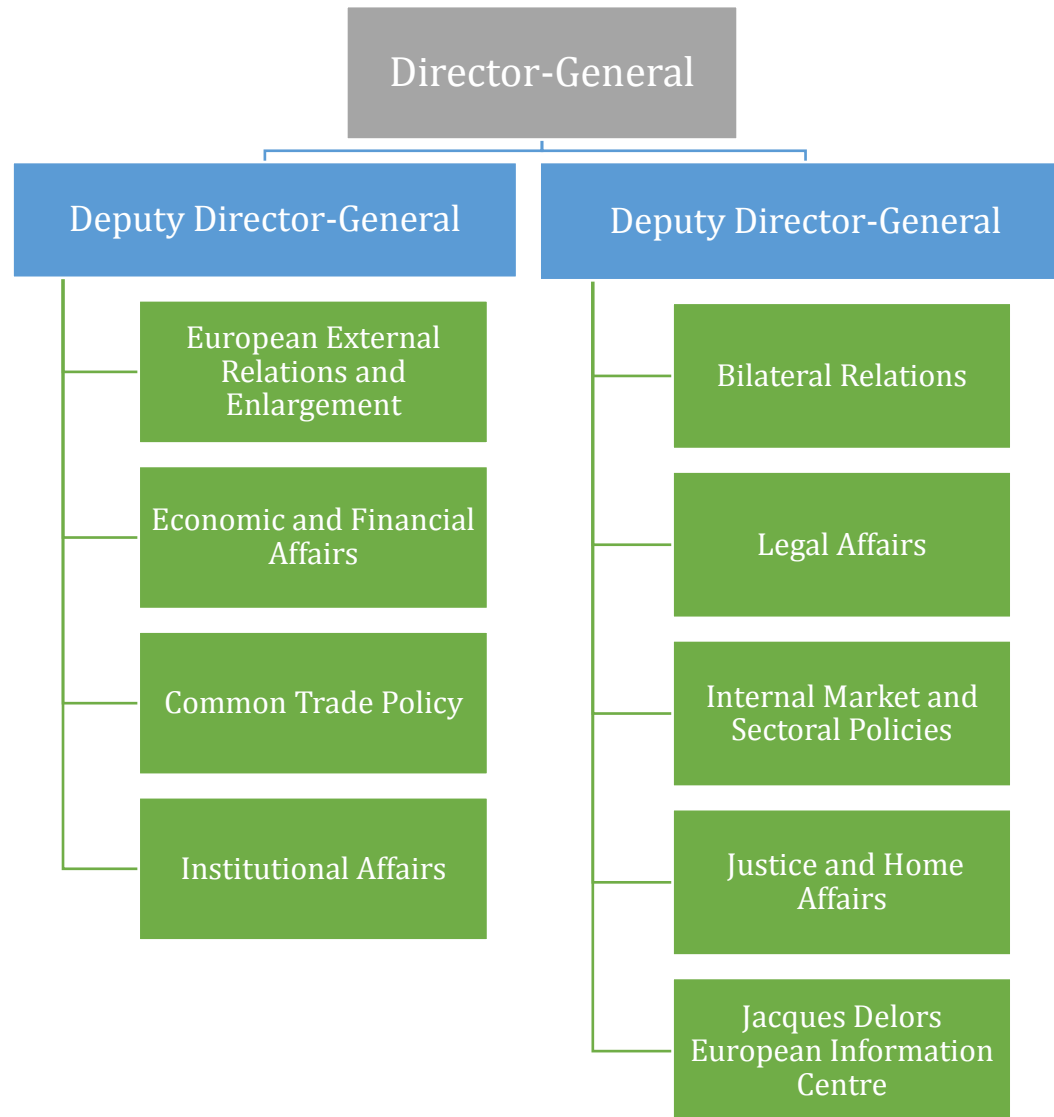 Director-General
Deputy Director-General
European External
Relations and
Enlargement
Economic and Financial
Affairs
Common Trade Policy
Institutional Affairs
Deputy Director-General
Bilateral Relations
Legal Affairs
Internal Market and
Sectoral Policies
Justice and Home
Affairs
Jacques Delors
European Information
Centre